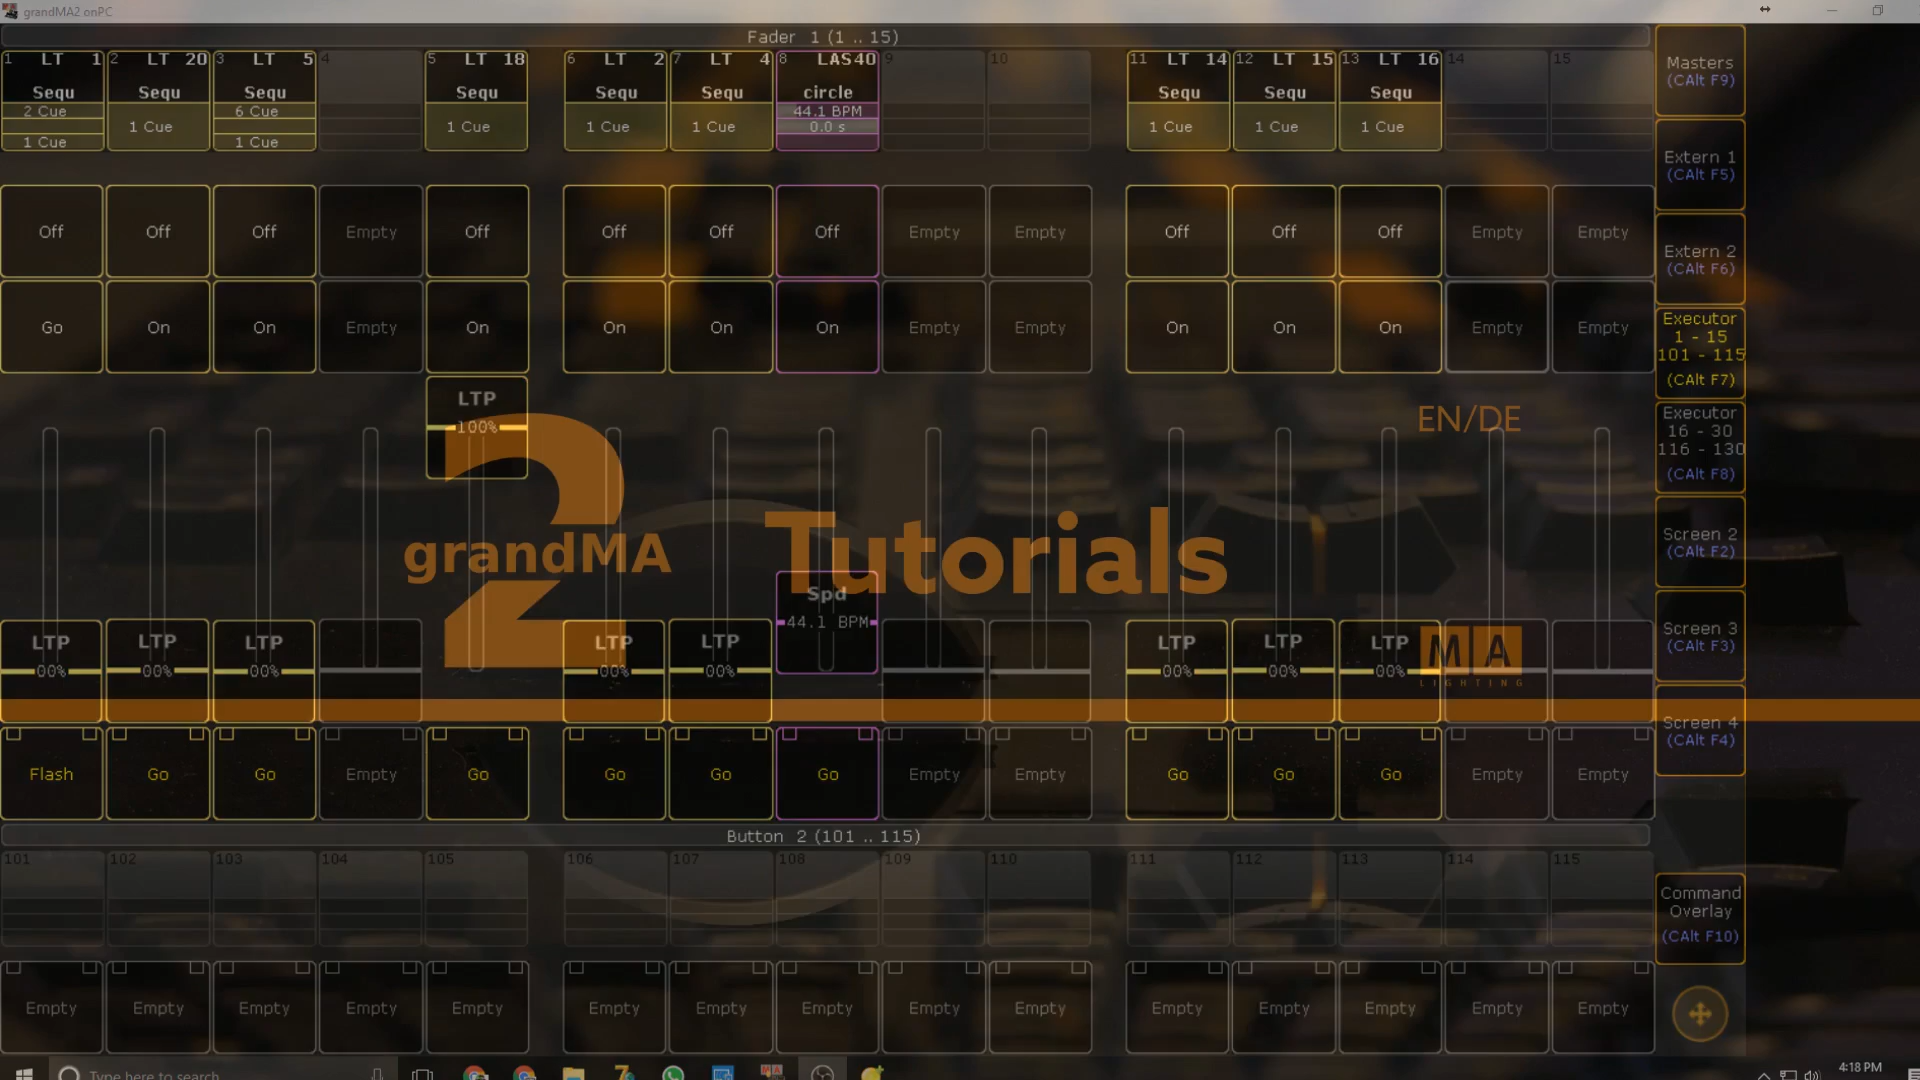 grandMA2 onPC
Fader 1 (1 .. 15)
1 LT 1 2 LT 20 3 LT 5 4 5 LT 18 6 LT 2 7 LT 4 8 LAS40 9 10 11 LT 14 12 LT 15 13 LT 16 14 15
Sequ Sequ Sequ Sequ Sequ Sequ circle Sequ Sequ Sequ
2 Cue 6 Cue 44.1 BPM
1 Cue 1 Cue 1 Cue 1 Cue 0.0 s 1 Cue 1 Cue 1 Cue
1 Cue 1 Cue
Off Off Off Empty Off Off Off Off Empty Empty Off Off Off Empty Empty
Go On On Empty On On On On Empty Empty On On On Empty Empty
LTP
100%
EN/DE
grandMA
2
Tutorials
Spd
44.1 BPM
LTP LTP LTP LTP LTP LTP LTP LTP
00% 00% 00% 00% 00% 00% 00% 00%
MA
LIGHTING
Flash Go Go Empty Go Go Go Go Empty Empty Go Go Go Empty Empty
Button 2 (101 .. 115)
101 102 103 104 105 106 107 108 109 110 111 112 113 114 115
Empty Empty Empty Empty Empty Empty Empty Empty Empty Empty Empty Empty Empty Empty Empty
Masters
(CAlt F9)
Extern 1
(CAlt F5)
Extern 2
(CAlt F6)
Executor
1 - 15
101 - 115
(CAlt F7)
Executor
16 - 30
116 - 130
(CAlt F8)
Screen 2
(CAlt F2)
Screen 3
(CAlt F3)
Screen 4
(CAlt F4)
Command
Overlay
(CAlt F10)
Type here to search
4:18 PM